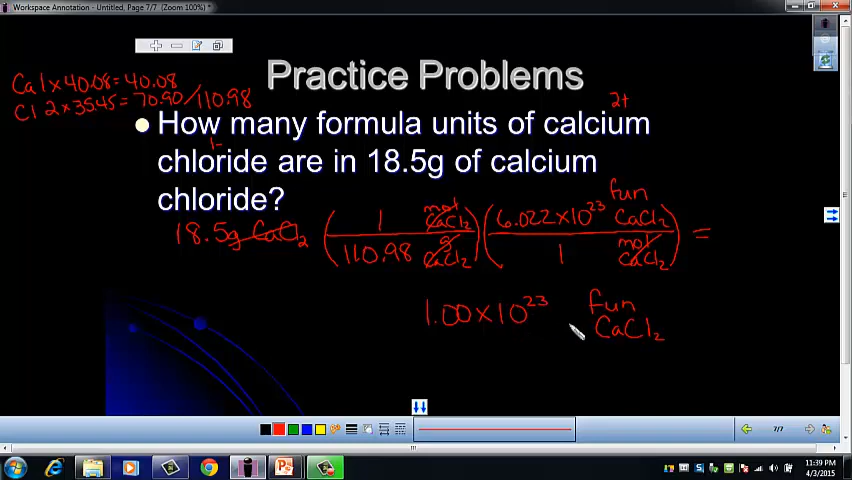 Workspace Annotation - Untitled, Page 7/7
Practice Problems
Ca 1 x 40.08 = 40.08
Cl 2 x 35.45 = 70.90 / 110.98
2+
How many formula units of calcium
1-
chloride are in 18.5g of calcium
chloride?
18.5g CaCl2 ( 1 mol CaCl2 / 110.98 g CaCl2 ) ( 6.022 x 10^23 fun CaCl2 / 1 mol CaCl2 ) =
1.00 x 10^23 fun CaCl2
7/7
11:39 PM
4/3/2015